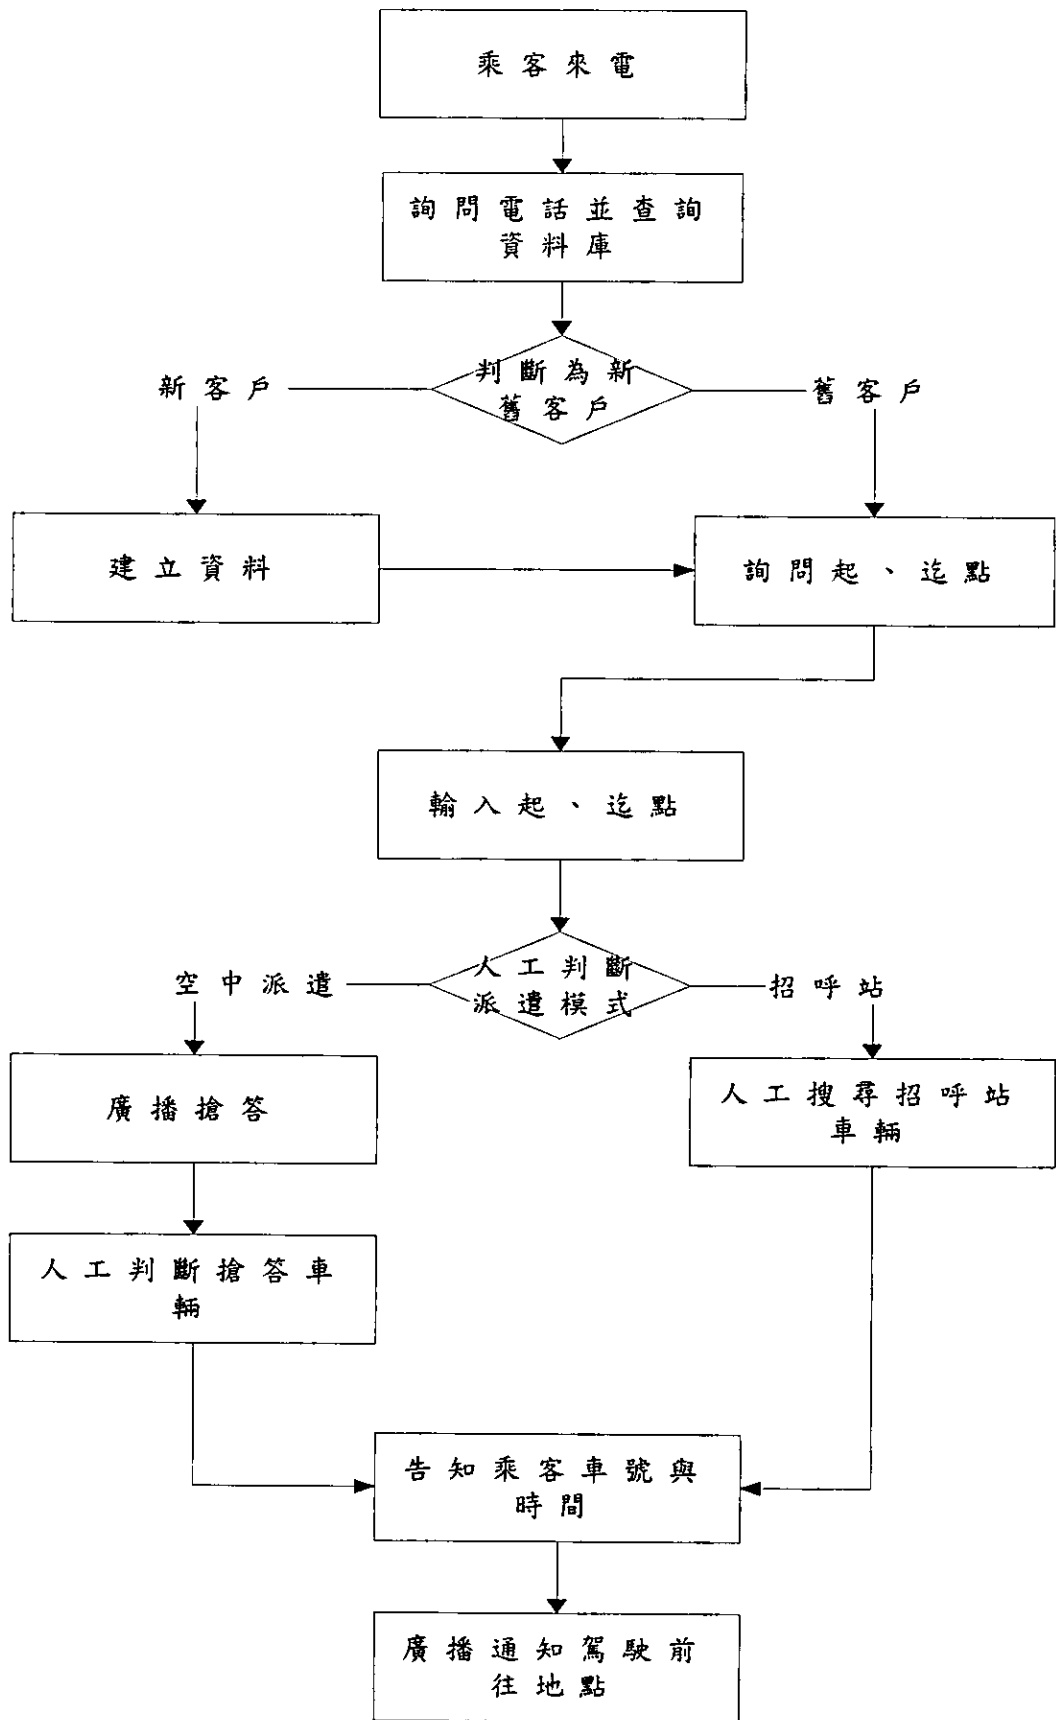 乘客來電
詢問電話並查詢
資料庫
判斷為新
舊客戶
新客戶
舊客戶
建立資料
詢問起、迄點
輸入起、迄點
人工判斷
派遣模式
空中派遣
招呼站
廣播搶答
人工搜尋招呼站
車輛
人工判斷搶答車
輛
告知乘客車號與
時間
廣播通知駕駛前
往地點